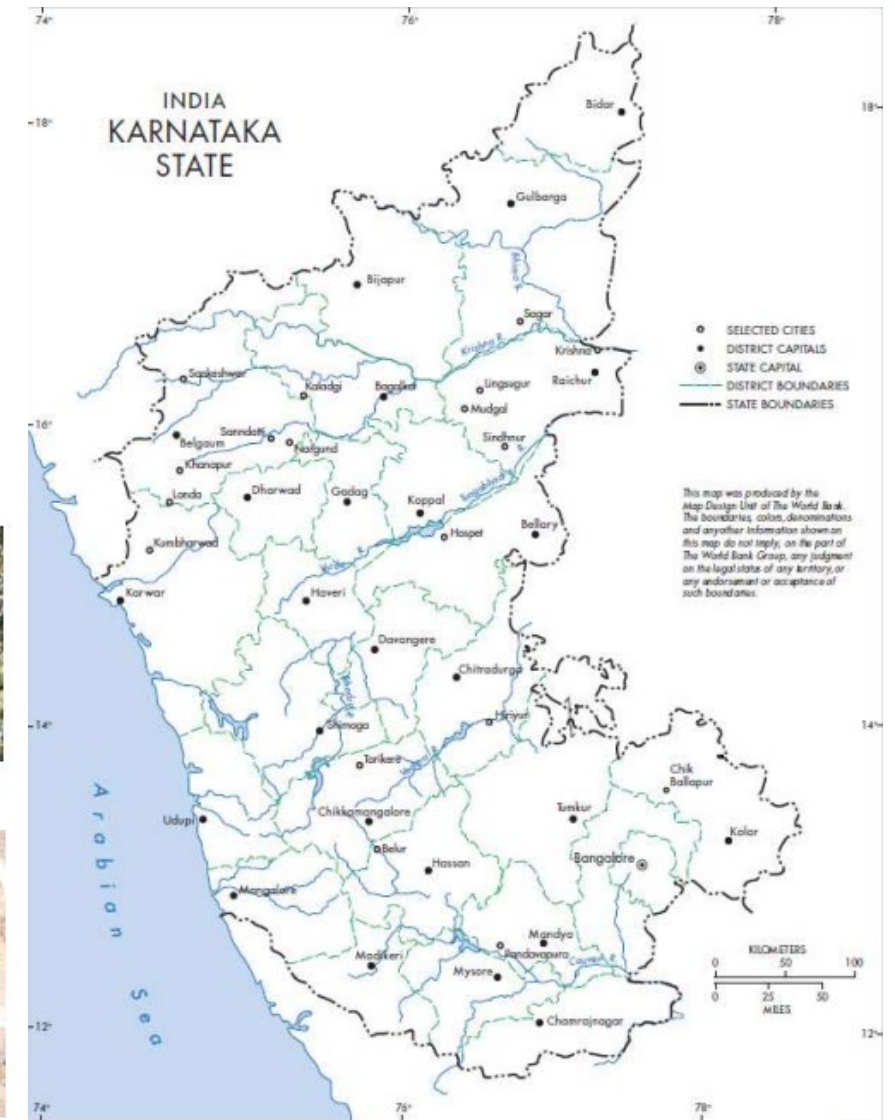 74°
76°
78°
INDIA
KARNATAKA
STATE
18°
18°
Bidar
Gulbarga
Bhima R.
Bijapur
Sagar
Krishna R.
Krishna
Sankeshwar
Kaladgi
Bagalkot
Lingsugur
Raichur
Mudgal
SELECTED CITIES
DISTRICT CAPITALS
STATE CAPITAL
DISTRICT BOUNDARIES
STATE BOUNDARIES
16°
16°
Belgaum
Sanndatti
Nargund
Sindhnur
Khanapur
Londa
Dharwad
Gadag
Koppal
Hospet
Bellary
Kumbharwad
This map was produced by the
Map Design Unit of The World Bank.
The boundaries, colors, denominations
and any other information shown on
this map do not imply, on the part of
The World Bank Group, any judgment
on the legal status of any territory, or
any endorsement or acceptance of
such boundaries.
Karwar
Haveri
Davangere
Chitradurga
14°
14°
Shimoga
Hiriyur
Tarikere
Chik
Ballapur
Udupi
Chikkamangalore
Tumkur
Kolar
Belur
Bangalore
Hassan
Mangalore
Arabian
Sea
Mandya
Pandavapura
Madikeri
Mysore
Cauvery R.
KILOMETERS
0 50 100
0 25 50
MILES
Chamrajnagar
12°
12°
74°
76°
78°